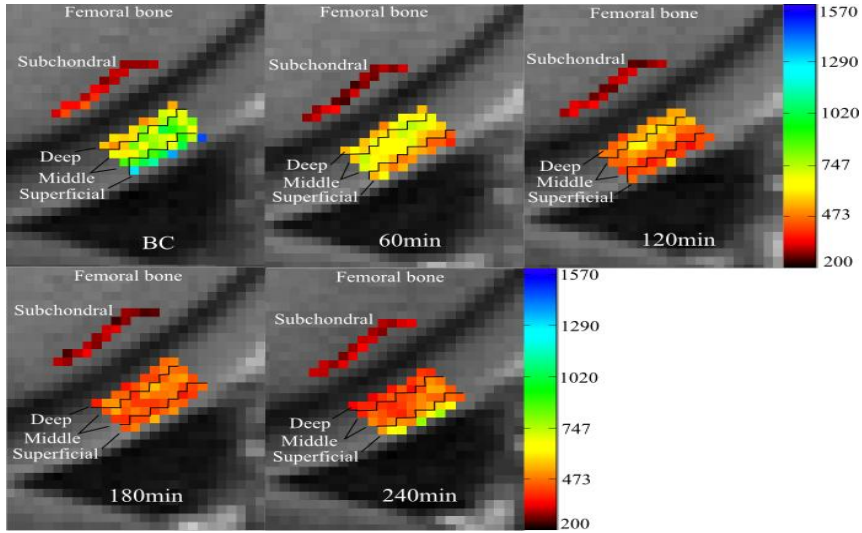 Femoral bone
Subchondral
Deep
Middle
Superficial
BC
Femoral bone
Subchondral
Deep
Middle
Superficial
60min
Femoral bone
Subchondral
Deep
Middle
Superficial
120min
1570
1290
1020
747
473
200
Femoral bone
Subchondral
Deep
Middle
Superficial
180min
Femoral bone
Subchondral
Deep
Middle
Superficial
240min
1570
1290
1020
747
473
200